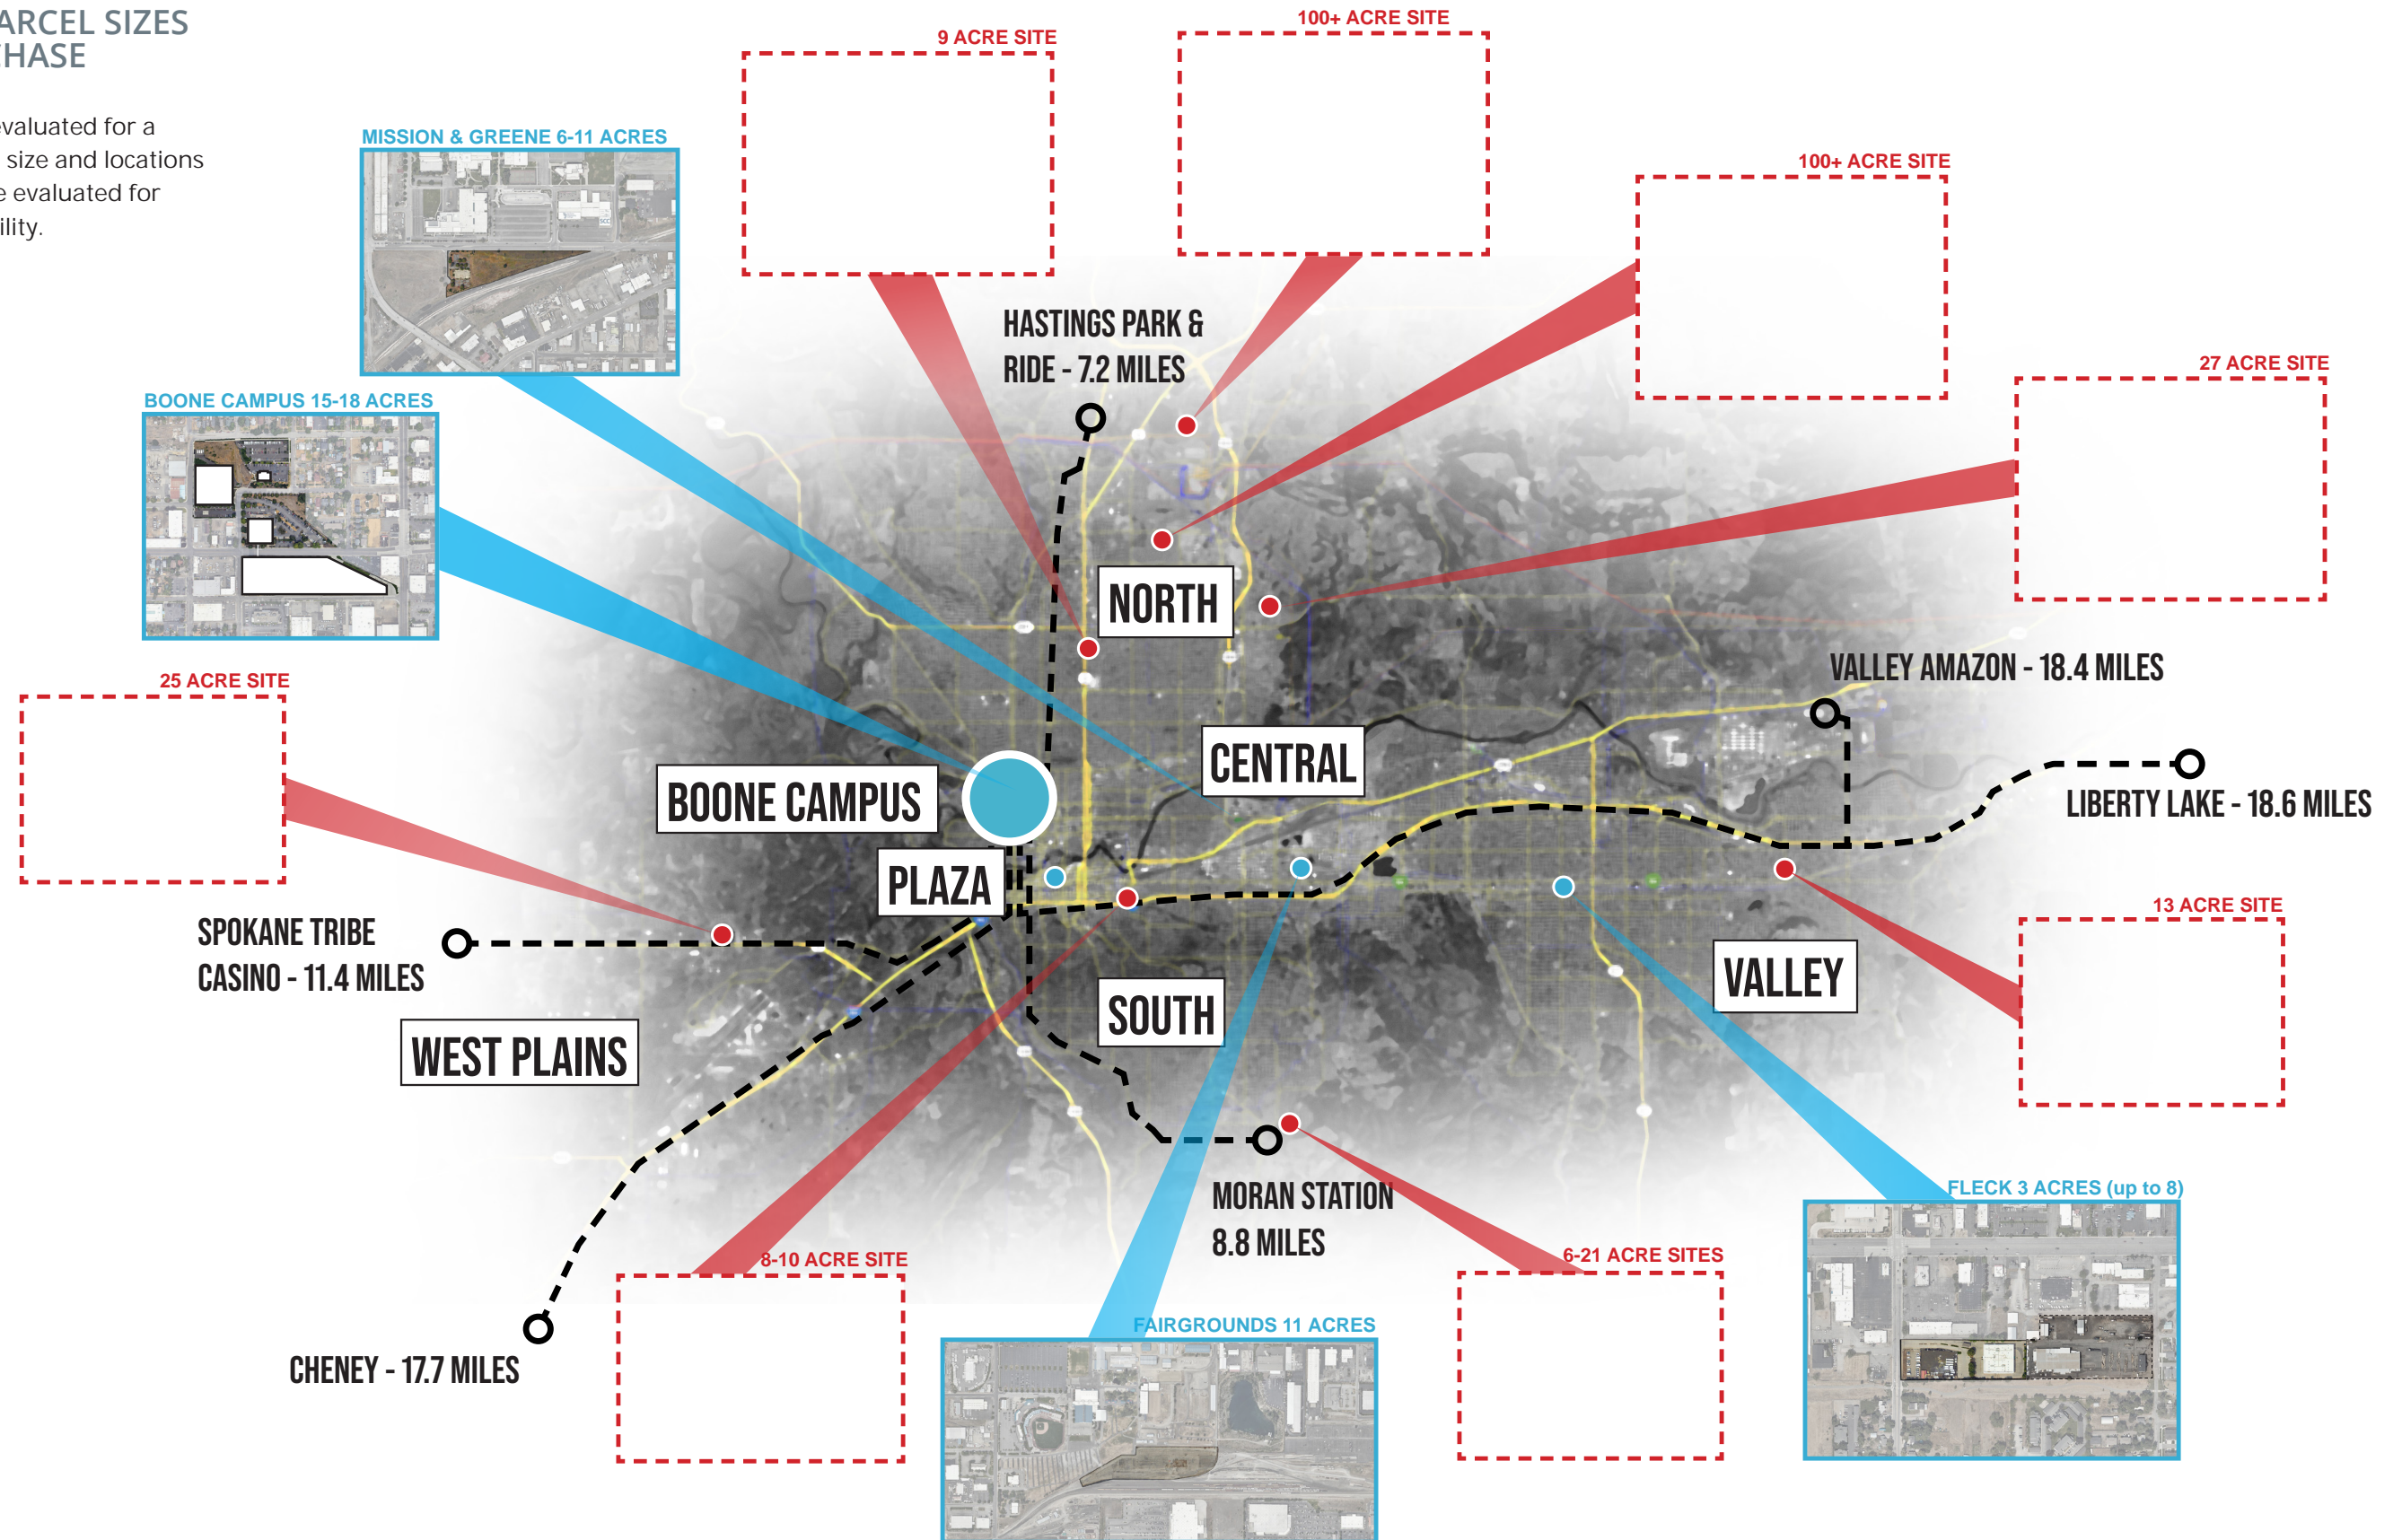 ARCEL SIZES
CHASE
evaluated for a
size and locations
e evaluated for
ility.
9 ACRE SITE
100+ ACRE SITE
MISSION & GREENE 6-11 ACRES
100+ ACRE SITE
HASTINGS PARK &
RIDE - 7.2 MILES
27 ACRE SITE
BOONE CAMPUS 15-18 ACRES
NORTH
25 ACRE SITE
VALLEY AMAZON - 18.4 MILES
CENTRAL
BOONE CAMPUS
LIBERTY LAKE - 18.6 MILES
PLAZA
13 ACRE SITE
SPOKANE TRIBE
CASINO - 11.4 MILES
VALLEY
SOUTH
WEST PLAINS
MORAN STATION
8.8 MILES
FLECK 3 ACRES (up to 8)
8-10 ACRE SITE
6-21 ACRE SITES
FAIRGROUNDS 11 ACRES
CHENEY - 17.7 MILES